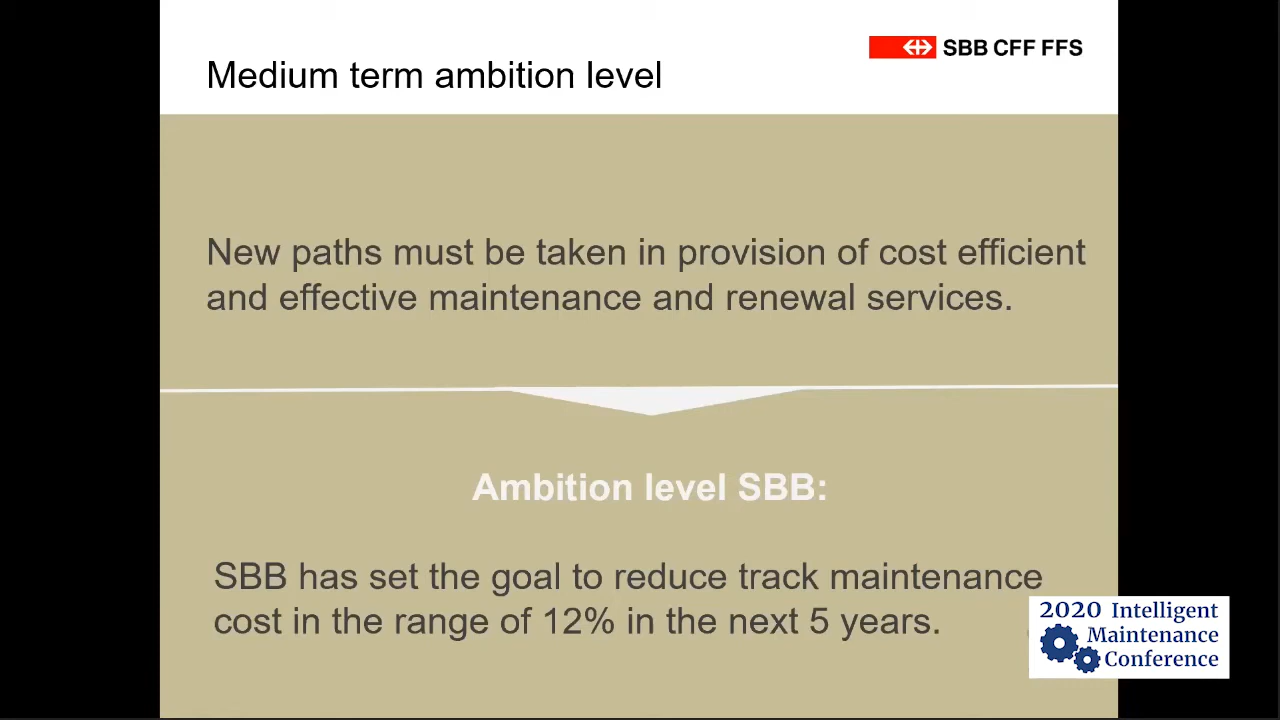 SBB CFF FFS
Medium term ambition level
New paths must be taken in provision of cost efficient
and effective maintenance and renewal services.
Ambition level SBB:
SBB has set the goal to reduce track maintenance
cost in the range of 12% in the next 5 years.
2020 Intelligent
Maintenance
Conference